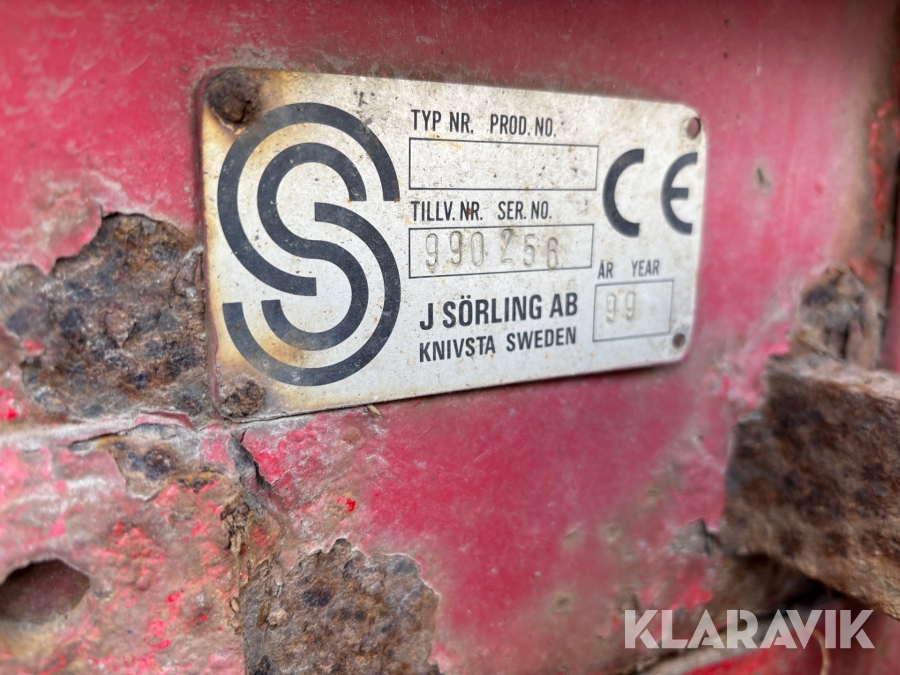 TYP NR. PROD. NO.
TILLV. NR. SER. NO.
990256
ÅR YEAR
99
J SÖRLING AB
KNIVSTA SWEDEN
CE
KLARAVIK